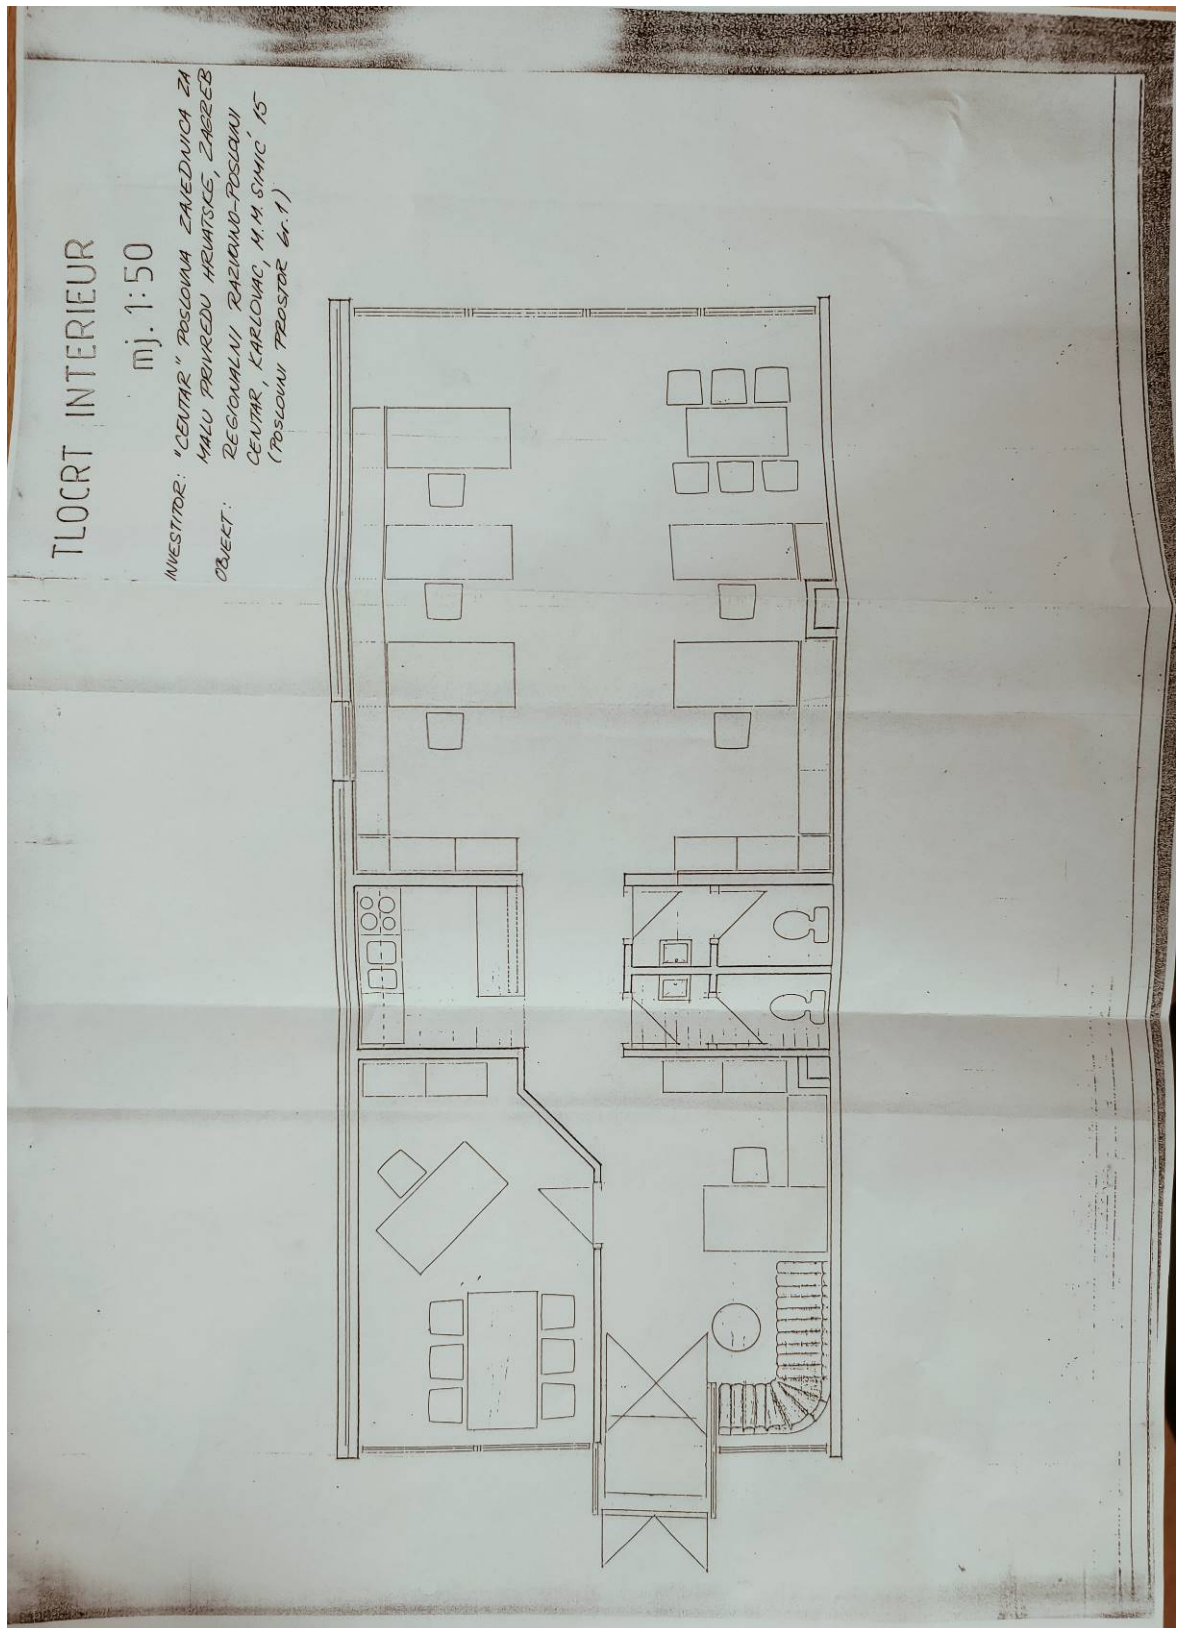 TLOCRT INTERIEUR
mj. 1:50
INVESTITOR: "CENTAR" POSLOVNA ZAJEDNICA ZA
MALU PRIVREDU HRVATSKE, ZAGREB
OBJEKT: REGIONALNI RAZVOJNO-POSLOVNI
CENTAR, KARLOVAC, M.M. SIMIĆ 15
(POSLOVNI PROSTOR br. 1)